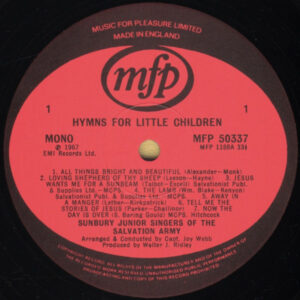 MUSIC FOR PLEASURE LIMITED
MADE IN ENGLAND
mfp
1 1
HYMNS FOR LITTLE CHILDREN
MONO MFP 50337
℗ 1967 MFP 1108A 33⅓
EMI Records Ltd.
1. ALL THINGS BRIGHT AND BEAUTIFUL (Alexander-Monk)
2. LOVING SHEPHERD OF THY SHEEP (Leeson-Hayne) 3. JESUS
WANTS ME FOR A SUNBEAM (Talbot-Excell) Salvationist Publ.
& Supplies Ltd.- MCPS. 4. THE LAMB (Wm. Blake-Kenyon)
Salvationist Publ. & Supplies 5. AWAY IN
A MANGER (Luther-Kirkpatrick) 6. TELL ME THE
STORIES OF JESUS (Parker-Challinor) 7. NOW THE
DAY IS OVER (S. Baring Gould) MCPS. Hitchcock
SUNBURY JUNIOR SINGERS OF THE
SALVATION ARMY
Arranged & Conducted by Capt. Joy Webb
Produced by Walter J. Ridley
UNAUTHORISED PUBLIC PERFORMANCE